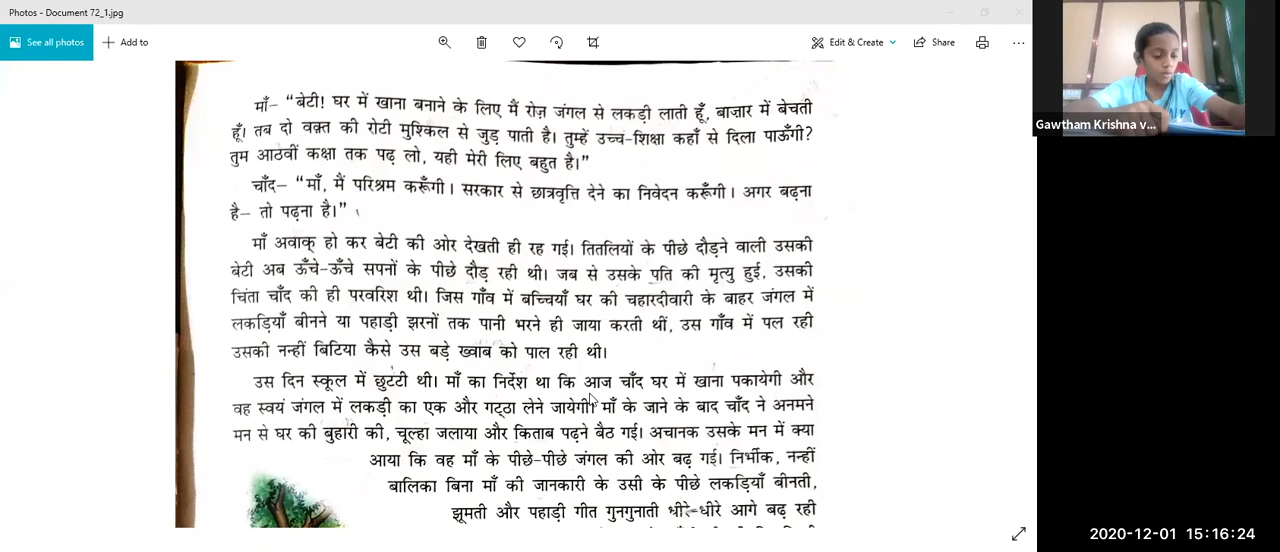 Photos - Document 72_1.jpg
See all photos
Add to
Edit & Create
Share
Gawtham Krishna v...
माँ– “बेटी! घर में खाना बनाने के लिए मैं रोज़ जंगल से लकड़ी लाती हूँ, बाज़ार में बेचती
हूँ। तब दो वक़्त की रोटी मुश्किल से जुड़ पाती है। तुम्हें उच्च-शिक्षा कहाँ से दिला पाऊँगी?
तुम आठवीं कक्षा तक पढ़ लो, यही मेरी लिए बहुत है।”
चाँद– “माँ, मैं परिश्रम करूँगी। सरकार से छात्रवृत्ति देने का निवेदन करूँगी। अगर बढ़ना
है– तो पढ़ना है।”
माँ अवाक् हो कर बेटी की ओर देखती ही रह गई। तितलियों के पीछे दौड़ने वाली उसकी
बेटी अब ऊँचे-ऊँचे सपनों के पीछे दौड़ रही थी। जब से उसके पति की मृत्यु हुई, उसकी
चिंता चाँद की ही परवरिश थी। जिस गाँव में बच्चियाँ घर की चहारदीवारी के बाहर जंगल में
लकड़ियाँ बीनने या पहाड़ी झरनों तक पानी भरने ही जाया करती थीं, उस गाँव में पल रही
उसकी नन्हीं बिटिया कैसे उस बड़े ख्वाब को पाल रही थी।
उस दिन स्कूल में छुट्टी थी। माँ का निर्देश था कि आज चाँद घर में खाना पकायेगी और
वह स्वयं जंगल में लकड़ी का एक और गट्ठा लेने जायेगी। माँ के जाने के बाद चाँद ने अनमने
मन से घर की बुहारी की, चूल्हा जलाया और किताब पढ़ने बैठ गई। अचानक उसके मन में क्या
आया कि वह माँ के पीछे-पीछे जंगल की ओर बढ़ गई। निर्भीक, नन्हीं
बालिका बिना माँ की जानकारी के उसी के पीछे लकड़ियाँ बीनती,
झूमती और पहाड़ी गीत गुनगुनाती धीरे-धीरे आगे बढ़ रही
2020-12-01 15:16:24